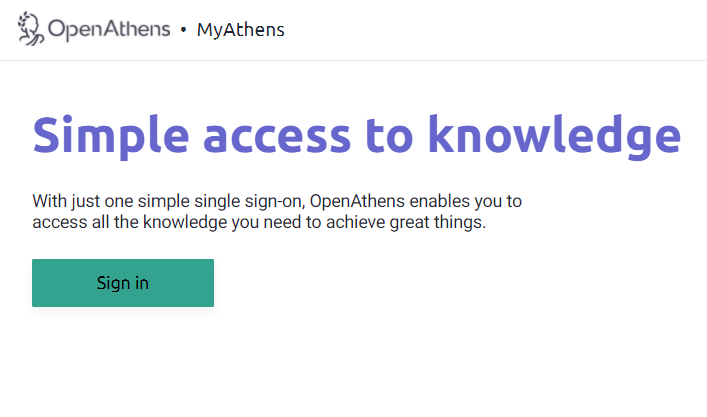 OpenAthens • MyAthens
Simple access to knowledge
With just one simple single sign-on, OpenAthens enables you to
access all the knowledge you need to achieve great things.
Sign in